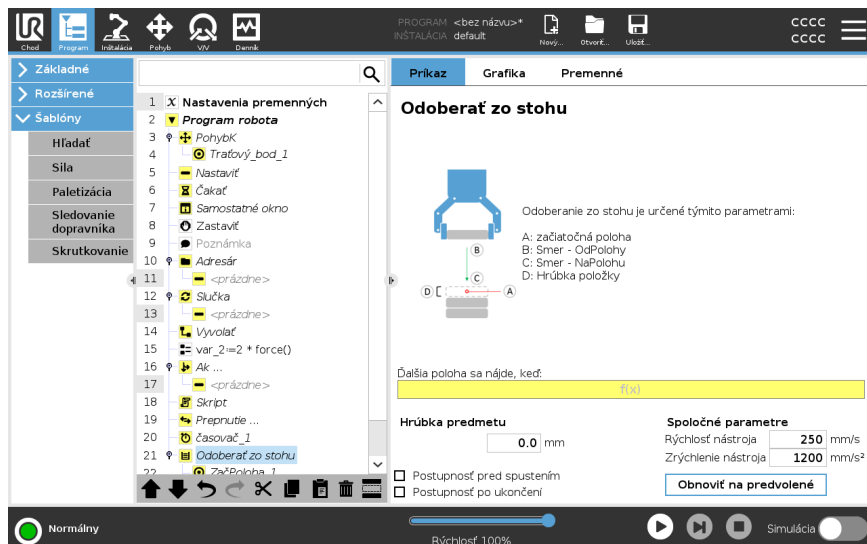 PROGRAM <bez názvu>*
INŠTALÁCIA default
Chod
Program
Inštalácia
Pohyb
V/V
Denník
Nový...
Otvoriť...
Uložiť...
CCCC
CCCC
Základné
Rozšírené
Šablóny
Hľadať
Sila
Paletizácia
Sledovanie
dopravníka
Skrutkovanie
1 X Nastavenia premenných
2 Program robota
3 PohybK
4 Traťový_bod_1
5 Nastaviť
6 Čakať
7 Samostatné okno
8 Zastaviť
9 Poznámka
10 Adresár
11 <prázdne>
12 Slučka
13 <prázdne>
14 Vyvolať
15 var_2:=2 * force()
16 Ak ...
17 <prázdne>
18 Skript
19 Prepnutie ...
20 časovač_1
21 Odoberať zo stohu
22 ZačPoloha_1
Príkaz
Grafika
Premenné
Odoberať zo stohu
B
C
D
A
Odoberanie zo stohu je určené týmito parametrami:
A: začiatočná poloha
B: Smer - OdPolohy
C: Smer - NaPolohu
D: Hrúbka položky
Ďalšia poloha sa nájde, keď:
f(x)
Hrúbka predmetu
0.0 mm
Postupnosť pred spustením
Postupnosť po ukončení
Spoločné parametre
Rýchlosť nástroja 250 mm/s
Zrýchlenie nástroja 1200 mm/s²
Obnoviť na predvolené
Normálny
Rýchlosť 100%
Simulácia